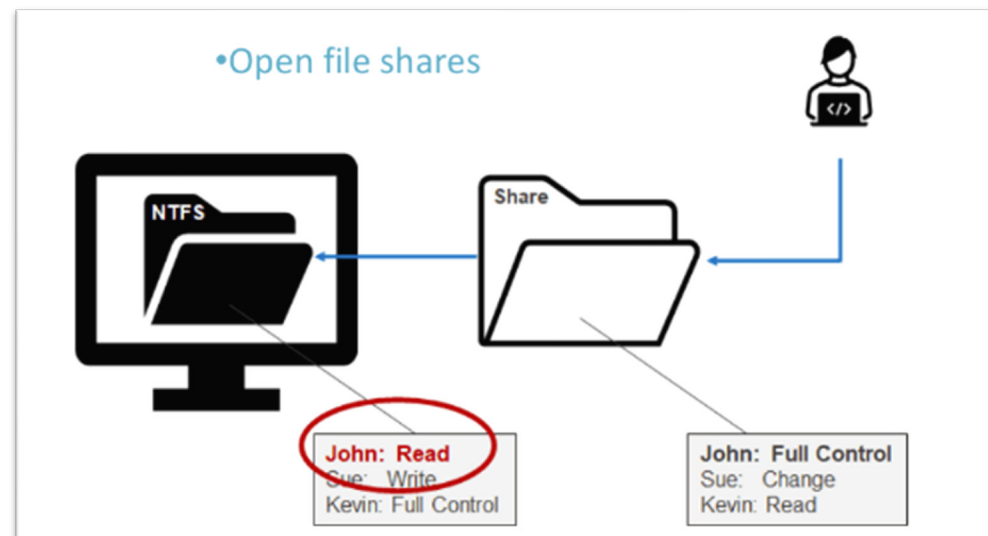 •Open file shares
</>
NTFS
Share
John: Read
Sue: Write
Kevin: Full Control
John: Full Control
Sue: Change
Kevin: Read